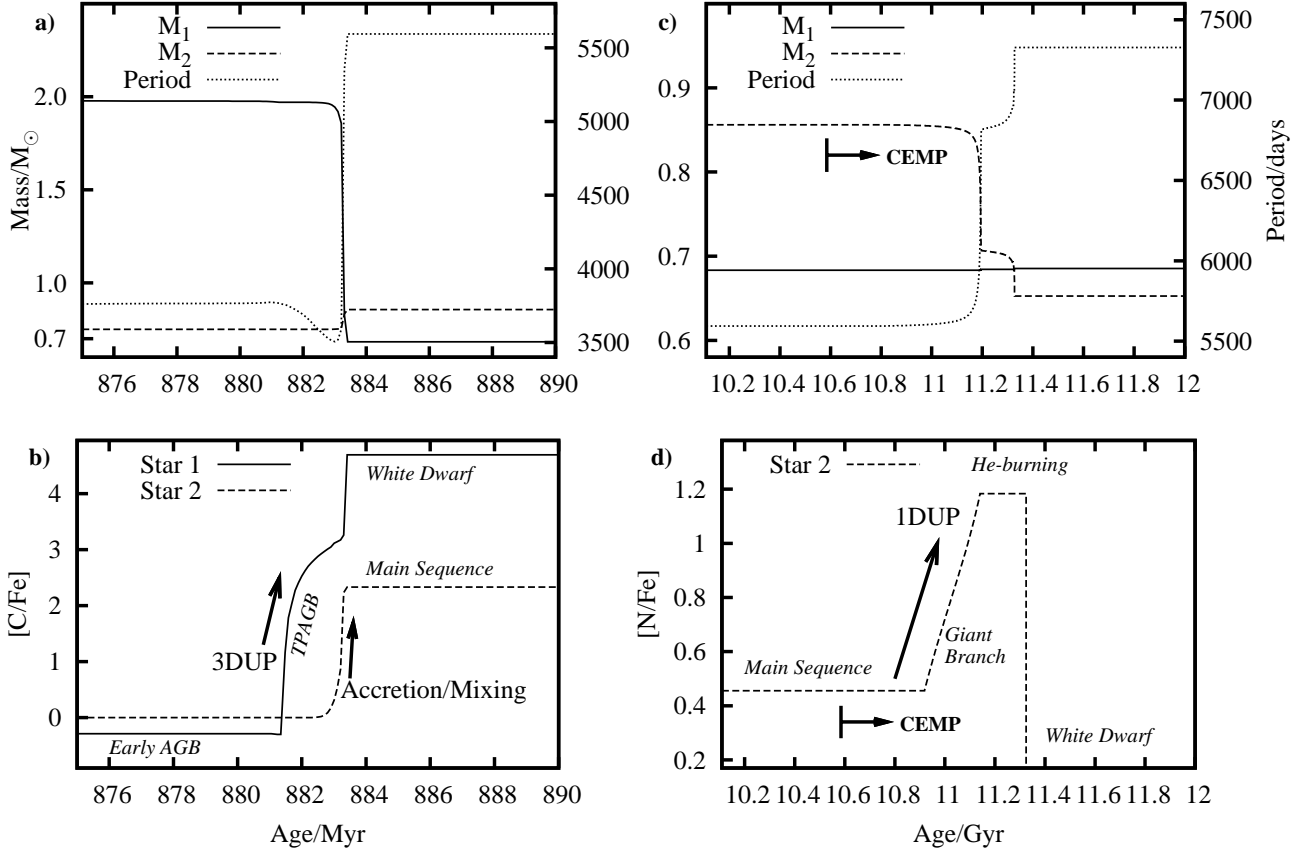 a)
M1
M2
Period
2.0
1.5
1.0
0.7
Mass/M⊙
5500
5000
4500
4000
3500
876 878 880 882 884 886 888 890
c)
M1
M2
Period
0.9
0.8
0.7
0.6
CEMP
7500
7000
6500
6000
5500
Period/days
10.2 10.4 10.6 10.8 11 11.2 11.4 11.6 11.8 12
b)
Star 1
Star 2
4
3
2
1
0
[C/Fe]
White Dwarf
Main Sequence
TPAGB
3DUP
Accretion/Mixing
Early AGB
876 878 880 882 884 886 888 890
Age/Myr
d)
Star 2
He-burning
1.2
1
0.8
0.6
0.4
0.2
[N/Fe]
1DUP
Giant
Branch
Main Sequence
CEMP
White Dwarf
10.2 10.4 10.6 10.8 11 11.2 11.4 11.6 11.8 12
Age/Gyr